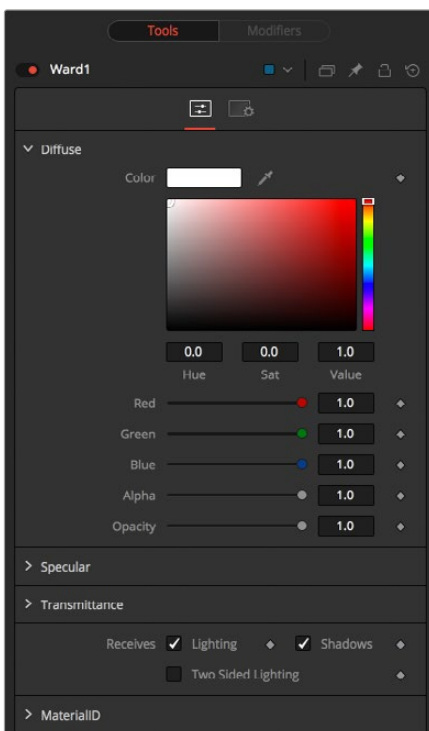 Tools Modifiers
Ward1
Diffuse
Color
0.0 0.0 1.0
Hue Sat Value
Red 1.0
Green 1.0
Blue 1.0
Alpha 1.0
Opacity 1.0
Specular
Transmittance
Receives Lighting Shadows
Two Sided Lighting
MaterialID